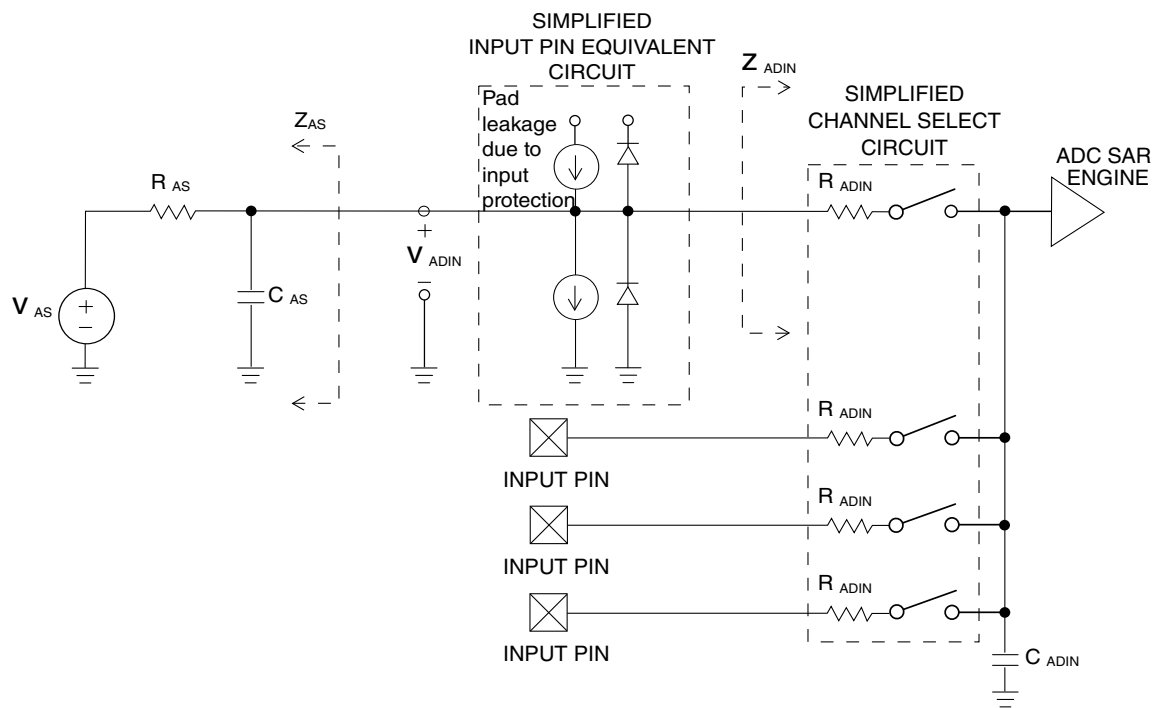 SIMPLIFIED
INPUT PIN EQUIVALENT
CIRCUIT
Pad
leakage
due to
input
protection
Z ADIN
SIMPLIFIED
CHANNEL SELECT
CIRCUIT
ADC SAR
ENGINE
ZAS
R AS
R ADIN
+
V ADIN
–
C AS
V AS
+
–
R ADIN
INPUT PIN
R ADIN
INPUT PIN
R ADIN
INPUT PIN
C ADIN